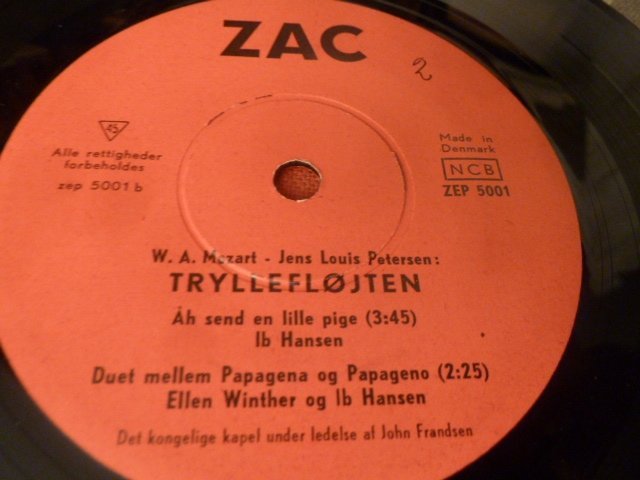 ZAC
2
45
Alle rettigheder
forbeholdes
zep 5001 b
Made in
Denmark
NCB
ZEP 5001
W. A. Mozart - Jens Louis Petersen:
TRYLLEFLØJTEN
Åh send en lille pige (3:45)
Ib Hansen
Duet mellem Papagena og Papageno (2:25)
Ellen Winther og Ib Hansen
Det kongelige kapel under ledelse af John Frandsen